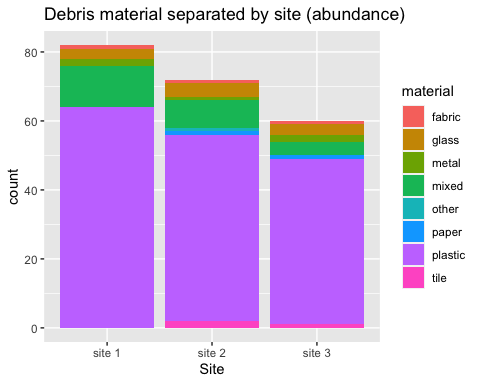 Debris material separated by site (abundance)
80
60
40
20
0
count
site 1 site 2 site 3
Site
material
fabric
glass
metal
mixed
other
paper
plastic
tile